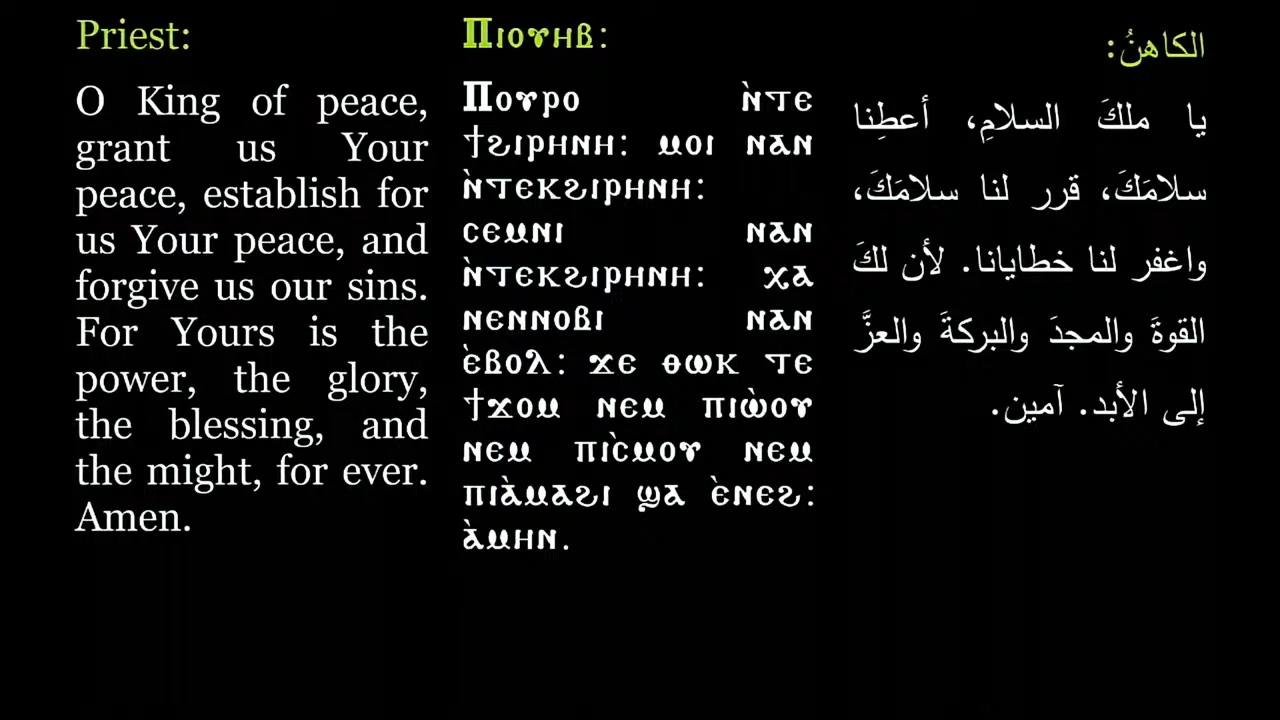 Priest:
O King of peace,
grant us Your
peace, establish for
us Your peace, and
forgive us our sins.
For Yours is the
power, the glory,
the blessing, and
the might, for ever.
Amen.
Ⲡⲓⲟⲩⲏⲃ:
Ⲡⲟⲩⲣⲟ ⲛ̀ⲧⲉ
ϯϩⲓⲣⲏⲛⲏ: ⲙⲟⲓ ⲛⲁⲛ
ⲛ̀ⲧⲉⲕϩⲓⲣⲏⲛⲏ:
ⲥⲉⲙⲛⲓ ⲛⲁⲛ
ⲛ̀ⲧⲉⲕϩⲓⲣⲏⲛⲏ: ⲭⲁ
ⲛⲉⲛⲛⲟⲃⲓ ⲛⲁⲛ
ⲉ̀ⲃⲟⲗ: ϫⲉ ⲑⲱⲕ ⲧⲉ
ϯϫⲟⲙ ⲛⲉⲙ ⲡⲓⲱ̀ⲟⲩ
ⲛⲉⲙ ⲡⲓⲥ̀ⲙⲟⲩ ⲛⲉⲙ
ⲡⲓⲁ̀ⲙⲁϩⲓ ϣⲁ ⲉ̀ⲛⲉϩ:
ⲁ̀ⲙⲏⲛ.
الكاهنُ:
يا ملكَ السلامِ، أعطِنا
سلامَكَ، قرر لنا سلامَكَ،
واغفر لنا خطايانا. لأن لكَ
القوةَ والمجدَ والبركةَ والعزَّ
إلى الأبد. آمين.